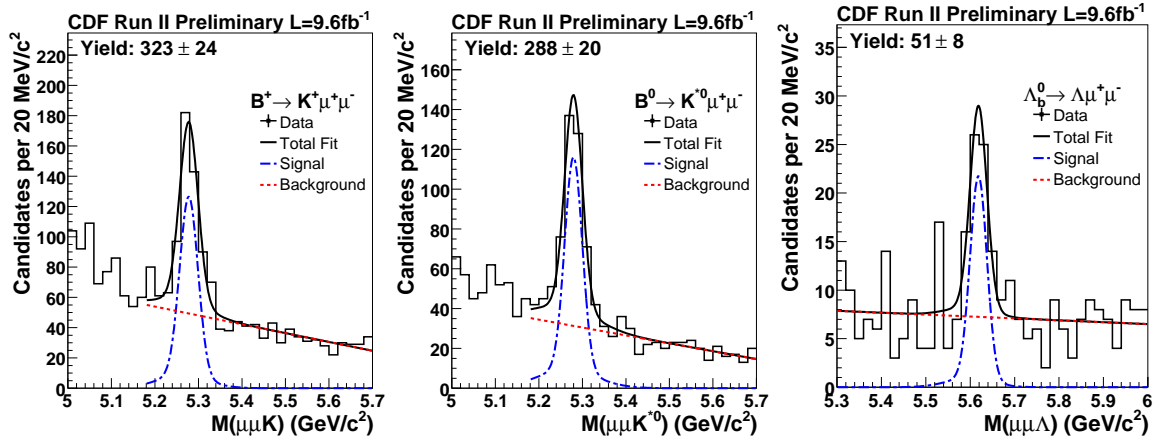 CDF Run II Preliminary L=9.6fb⁻¹
Yield: 323 ± 24
B⁺→ K⁺μ⁺μ⁻
Data
Total Fit
Signal
Background
Candidates per 20 MeV/c²
220
200
180
160
140
120
100
80
60
40
20
0
5 5.1 5.2 5.3 5.4 5.5 5.6 5.7
M(μμK) (GeV/c²)
CDF Run II Preliminary L=9.6fb⁻¹
Yield: 288 ± 20
B⁰→ K*⁰μ⁺μ⁻
Data
Total Fit
Signal
Background
Candidates per 20 MeV/c²
160
140
120
100
80
60
40
20
0
5 5.1 5.2 5.3 5.4 5.5 5.6 5.7
M(μμK*⁰) (GeV/c²)
CDF Run II Preliminary L=9.6fb⁻¹
Yield: 51 ± 8
Λ_b⁰→ Λμ⁺μ⁻
Data
Total Fit
Signal
Background
Candidates per 20 MeV/c²
35
30
25
20
15
10
5
0
5.3 5.4 5.5 5.6 5.7 5.8 5.9 6
M(μμΛ) (GeV/c²)